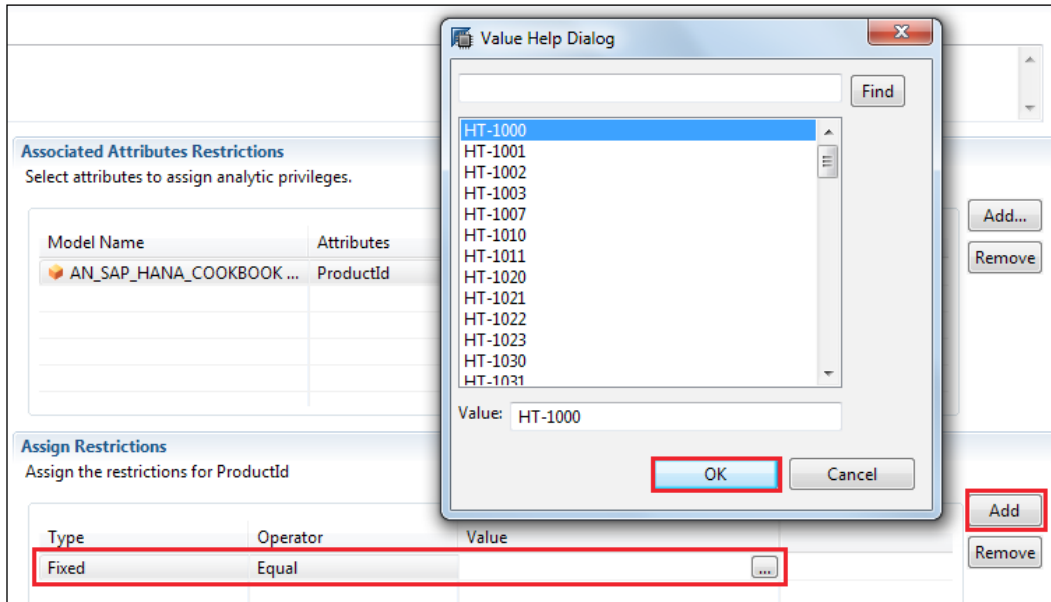 Value Help Dialog
Find
HT-1000
HT-1001
HT-1002
HT-1003
HT-1007
HT-1010
HT-1011
HT-1020
HT-1021
HT-1022
HT-1023
HT-1030
HT-1031
Value: HT-1000
OK Cancel
Associated Attributes Restrictions
Select attributes to assign analytic privileges.
Add...
Remove
Model Name Attributes
AN_SAP_HANA_COOKBOOK ... ProductId
Assign Restrictions
Assign the restrictions for ProductId
Add
Remove
Type Operator Value
Fixed Equal ...